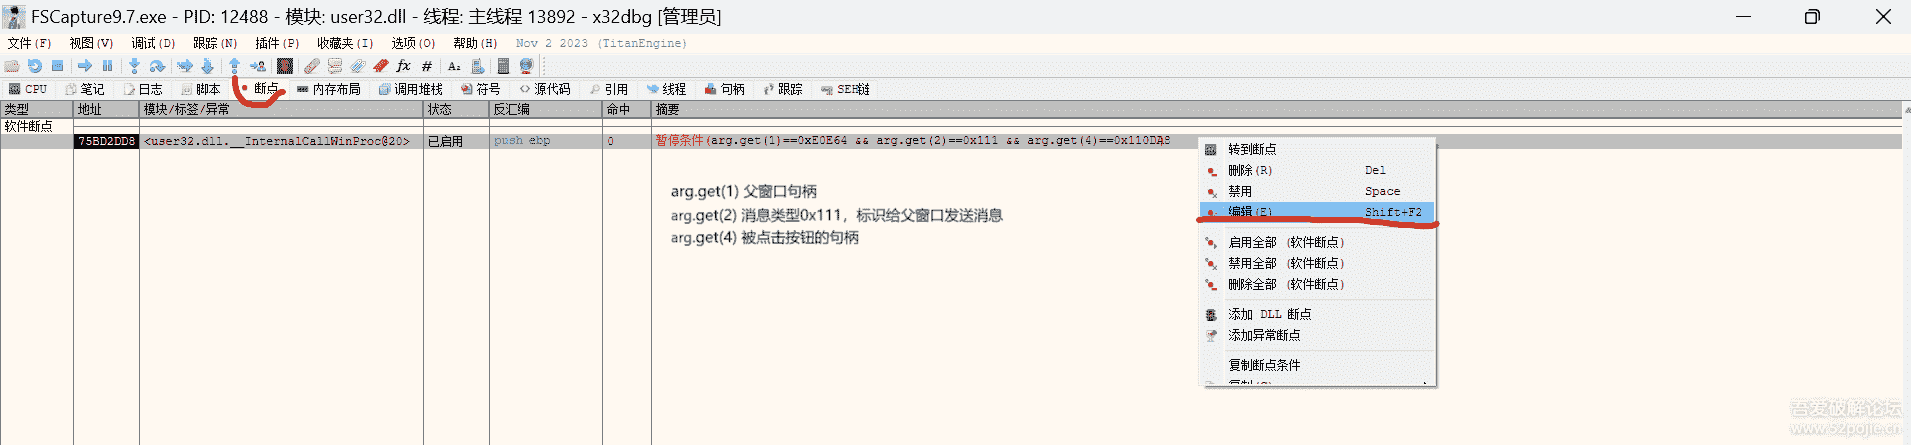 FSCapture9.7.exe - PID: 12488 - 模块: user32.dll - 线程: 主线程 13892 - x32dbg [管理员]
文件(F) 视图(V) 调试(D) 跟踪(N) 插件(P) 收藏夹(I) 选项(O) 帮助(H) Nov 2 2023 (TitanEngine)
CPU 笔记 日志 脚本 断点 内存布局 调用堆栈 符号 源代码 引用 线程 句柄 跟踪 SEH链
类型 地址 模块/标签/异常 状态 反汇编 命中 摘要
软件断点
75BD2DD8 <user32.dll.__InternalCallWinProc@20> 已启用 push ebp 0 暂停条件(arg.get(1)==0xE0E64 && arg.get(2)==0x111 && arg.get(4)==0x110DA8
arg.get(1) 父窗口句柄
arg.get(2) 消息类型0x111，标识给父窗口发送消息
arg.get(4) 被点击按钮的句柄
转到断点
删除(R) Del
禁用 Space
编辑(E) Shift+F2
启用全部 (软件断点)
禁用全部 (软件断点)
删除全部 (软件断点)
添加 DLL 断点
添加异常断点
复制断点条件
吾爱破解论坛
www.52pojie.cn